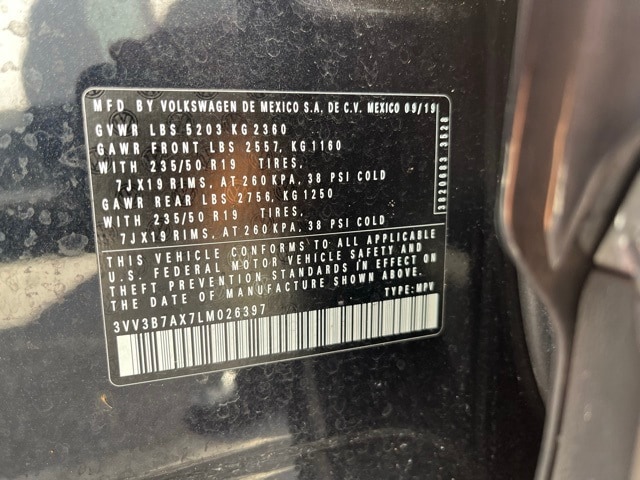 MFD BY VOLKSWAGEN DE MEXICO S.A. DE C.V. MEXICO 09/19
GVWR LBS 5203 KG 2360
GAWR FRONT LBS 2557, KG 1160
WITH 235/50 R19 TIRES,
7JX19 RIMS, AT 260 KPA, 38 PSI COLD
GAWR REAR LBS 2756, KG 1250
WITH 235/50 R19 TIRES,
7JX19 RIMS, AT 260 KPA, 38 PSI COLD
THIS VEHICLE CONFORMS TO ALL APPLICABLE
U.S. FEDERAL MOTOR VEHICLE SAFETY AND
THEFT PREVENTION STANDARDS IN EFFECT ON
THE DATE OF MANUFACTURE SHOWN ABOVE.
TYPE: MPV
3VV3B7AX7LM026397
3528